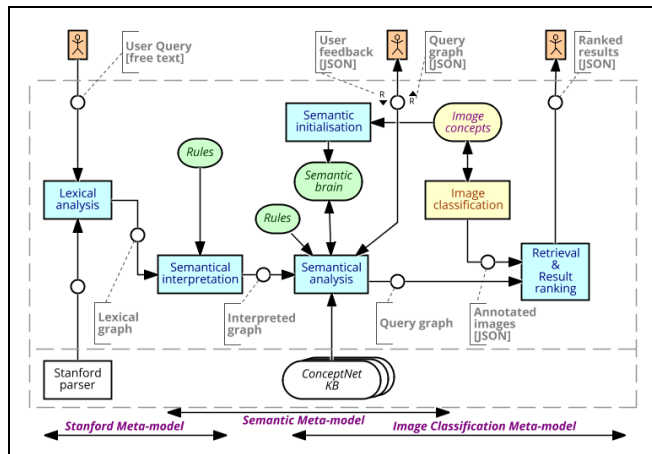 User Query
[free text]
User
feedback
[JSON]
Query
graph
[JSON]
Ranked
results
[JSON]
R
R
Semantic
initialisation
Image
concepts
Rules
Semantic
brain
Lexical
analysis
Image
classification
Rules
Semantical
interpretation
Semantical
analysis
Retrieval
&
Result
ranking
Lexical
graph
Interpreted
graph
Query graph
Annotated
images
[JSON]
Stanford
parser
ConceptNet
KB
Semantic Meta-model
Stanford Meta-model
Image Classification Meta-model